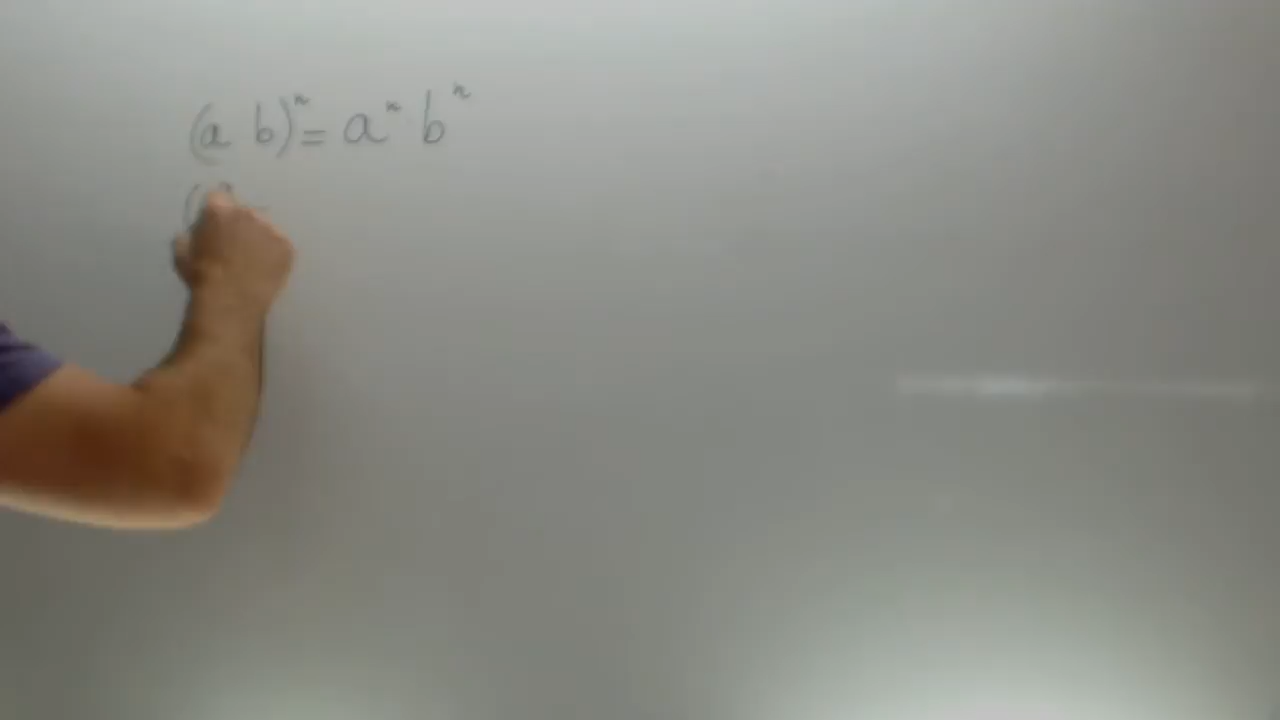 (a b)ⁿ = aⁿ bⁿ
(